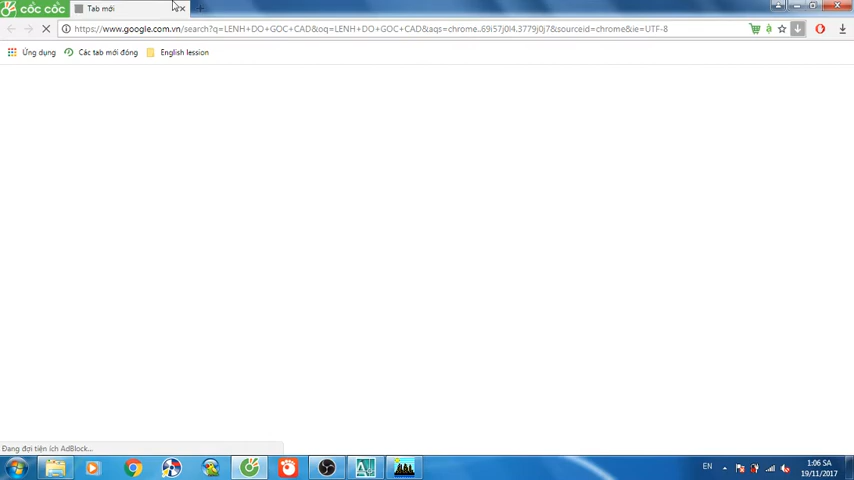 cốc cốc
Tab mới
https://www.google.com.vn/search?q=LENH+DO+GOC+CAD&oq=LENH+DO+GOC+CAD&aqs=chrome..69i57j0l4.3779j0j7&sourceid=chrome&ie=UTF-8
Ứng dụng
Các tab mới đóng
English lession
Đang đợi tiện ích AdBlock...
EN
1:06 SA
19/11/2017